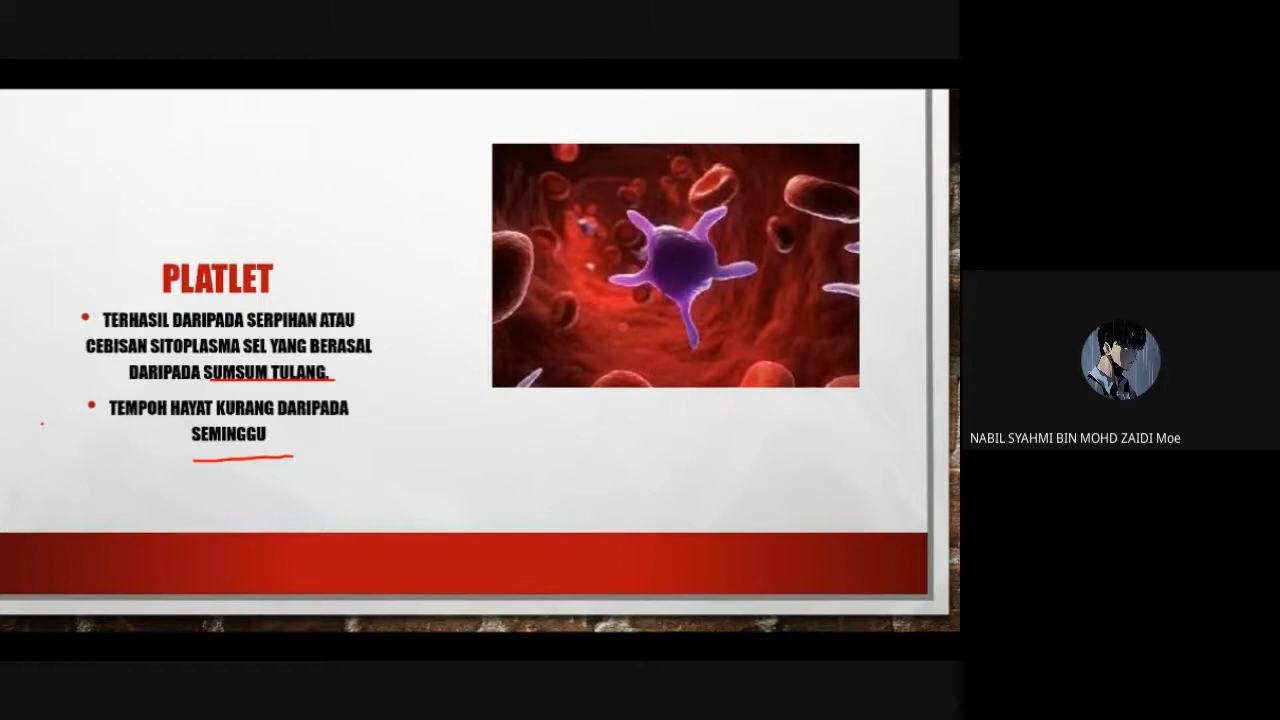 PLATLET
• TERHASIL DARIPADA SERPIHAN ATAU
CEBISAN SITOPLASMA SEL YANG BERASAL
DARIPADA SUMSUM TULANG.
• TEMPOH HAYAT KURANG DARIPADA
SEMINGGU
NABIL SYAHMI BIN MOHD ZAIDI Moe